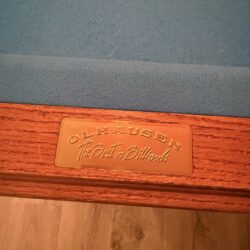 OLHAUSEN
The Best in Billiards